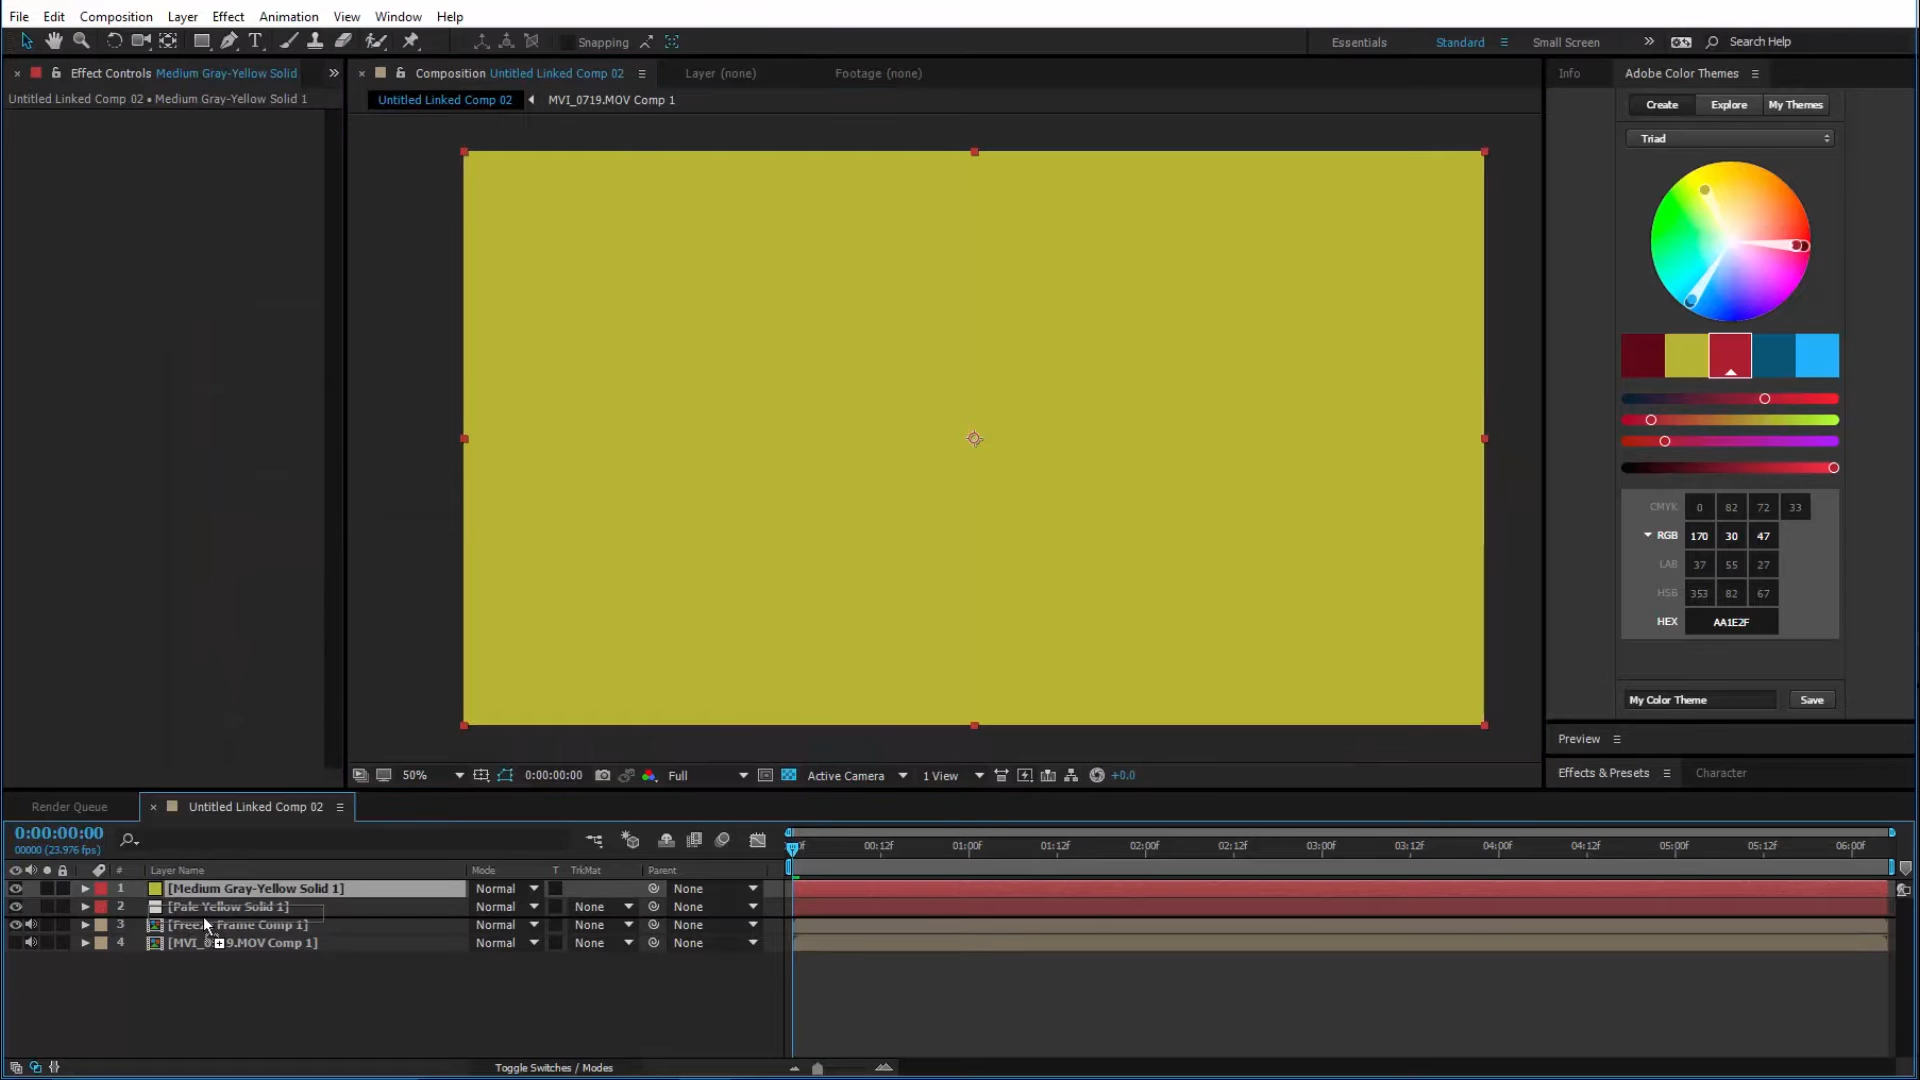 File Edit Composition Layer Effect Animation View Window Help
Snapping Essentials Standard Small Screen Search Help
Effect Controls Medium Gray-Yellow Solid
Composition Untitled Linked Comp 02 Layer (none) Footage (none)
Info Adobe Color Themes
Untitled Linked Comp 02 • Medium Gray-Yellow Solid 1
Untitled Linked Comp 02 MVI_0719.MOV Comp 1
Create Explore My Themes
Triad
CMYK 0 82 72 33
RGB 170 30 47
LAB 37 55 27
HSB 353 82 67
HEX AA1E2F
My Color Theme Save
Preview
Effects & Presets Character
50% 0:00:00:00 Full Active Camera 1 View +0.0
Render Queue Untitled Linked Comp 02
0:00:00:00
00000 (23.976 fps)
00:12f 01:00f 01:12f 02:00f 02:12f 03:00f 03:12f 04:00f 04:12f 05:00f 05:12f 06:00f
# Layer Name Mode T TrkMat Parent
1 [Medium Gray-Yellow Solid 1] Normal None
2 [Pale Yellow Solid 1] Normal None None
3 Frame Comp 1] Normal None None
4 Comp 1] Normal None None
Toggle Switches / Modes